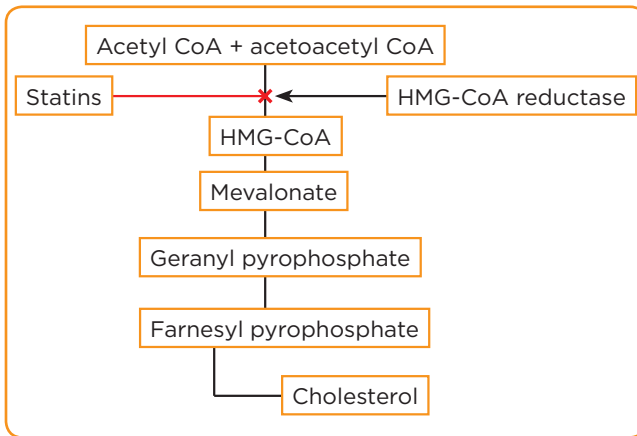 Acetyl CoA + acetoacetyl CoA
Statins
HMG-CoA reductase
HMG-CoA
Mevalonate
Geranyl pyrophosphate
Farnesyl pyrophosphate
Cholesterol